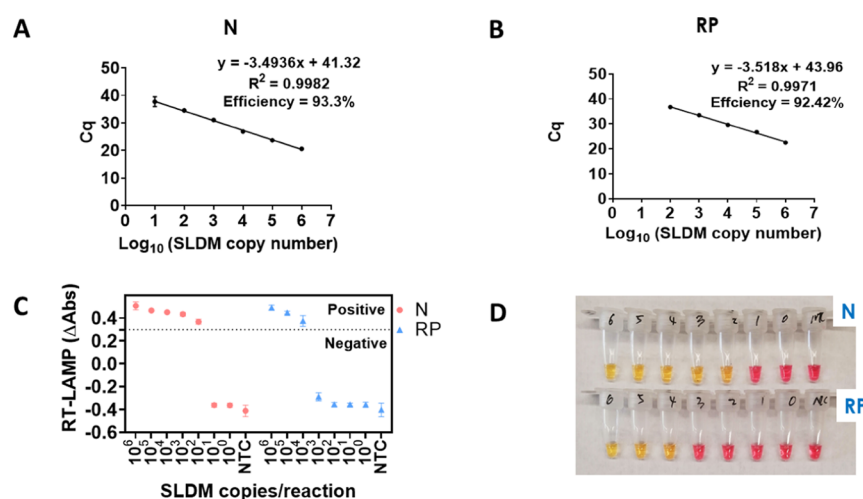 A
N
y = -3.4936x + 41.32
R² = 0.9982
Efficiency = 93.3%
Cq
50
40
30
20
10
0
0 1 2 3 4 5 6 7
Log₁₀ (SLDM copy number)
B
RP
y = -3.518x + 43.96
R² = 0.9971
Effciency = 92.42%
Cq
50
40
30
20
10
0
0 1 2 3 4 5 6 7
Log₁₀ (SLDM copy number)
C
RT-LAMP (ΔAbs)
0.4
0.2
0.0
-0.2
-0.4
-0.6
Positive
Negative
N
RP
10⁶ 10⁵ 10⁴ 10³ 10² 10¹ 10⁰ NTC 10⁶ 10⁵ 10⁴ 10³ 10² 10¹ 10⁰ NTC
SLDM copies/reaction
D
N
6 5 4 3 2 1 0
RP
6 5 4 3 2 1 0